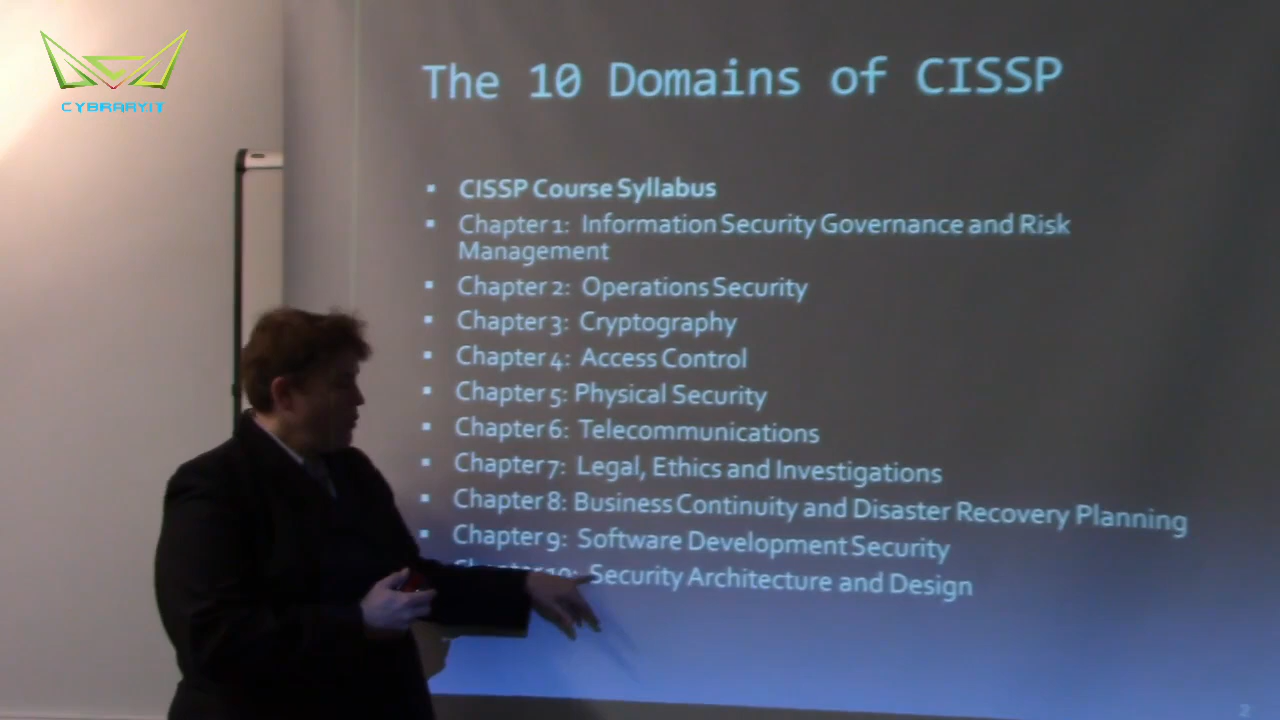 CYBRARYIT
The 10 Domains of CISSP
▪ CISSP Course Syllabus
▪ Chapter 1: Information Security Governance and Risk
Management
▪ Chapter 2: Operations Security
▪ Chapter 3: Cryptography
▪ Chapter 4: Access Control
▪ Chapter 5: Physical Security
▪ Chapter 6: Telecommunications
▪ Chapter 7: Legal, Ethics and Investigations
▪ Chapter 8: Business Continuity and Disaster Recovery Planning
▪ Chapter 9: Software Development Security
Chapter 10: Security Architecture and Design
2